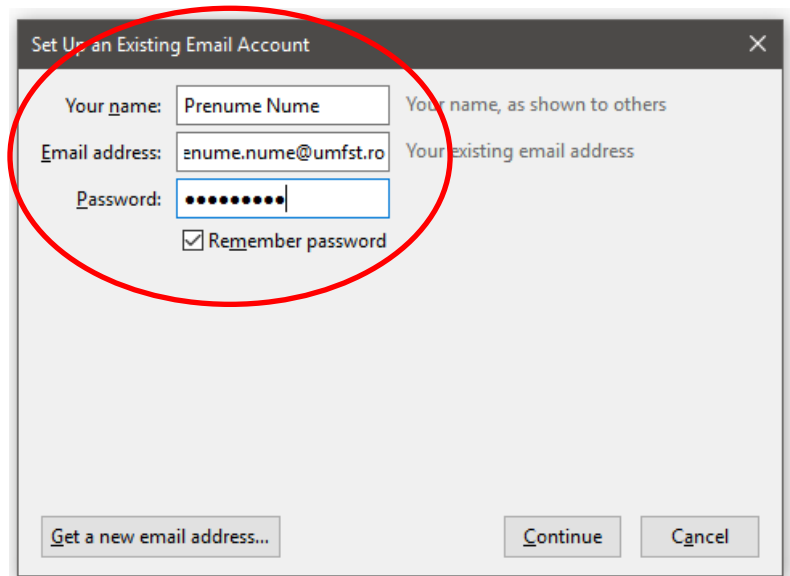 Set Up an Existing Email Account
Your name: Prenume Nume Your name, as shown to others
Email address: enume.nume@umfst.ro Your existing email address
Password: •••••••••
Remember password
Get a new email address... Continue Cancel